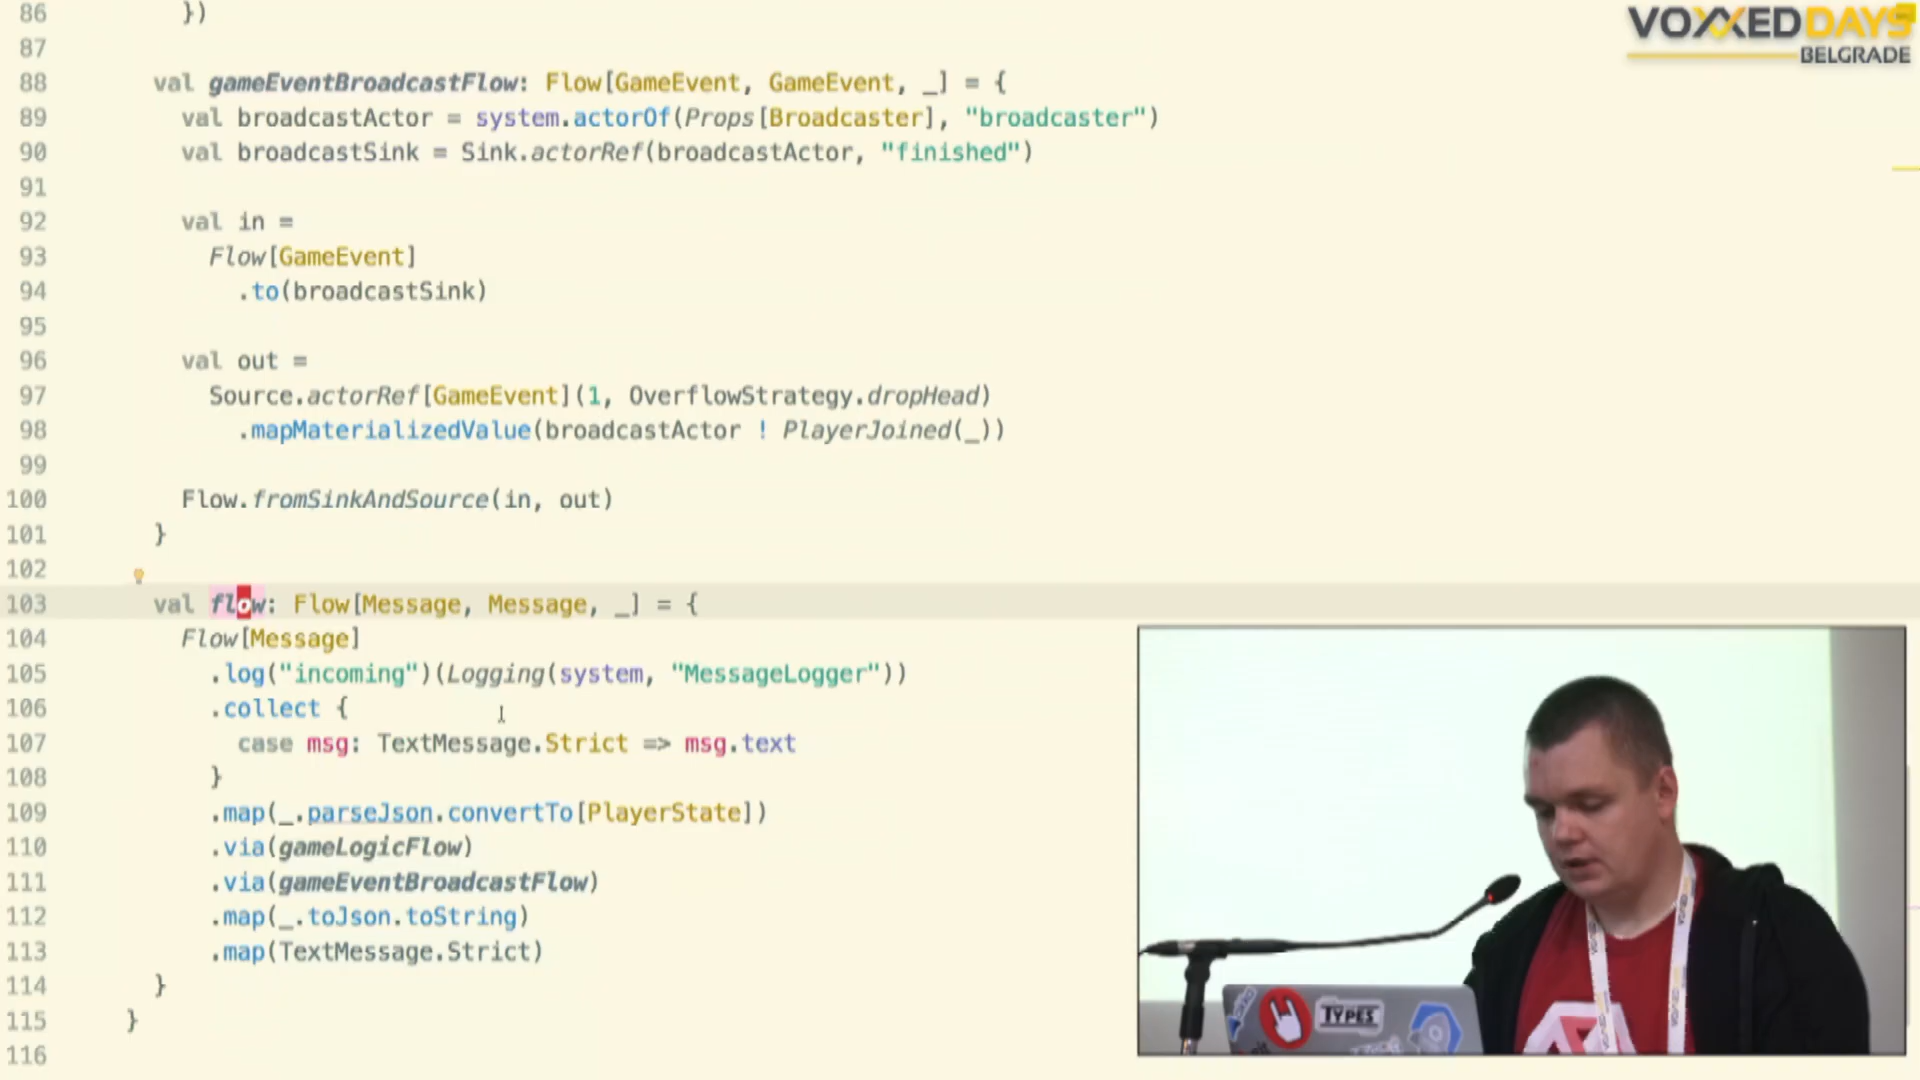 VOXXEDDAYS
BELGRADE
86 })
87
88 val gameEventBroadcastFlow: Flow[GameEvent, GameEvent, _] = {
89 val broadcastActor = system.actorOf(Props[Broadcaster], "broadcaster")
90 val broadcastSink = Sink.actorRef(broadcastActor, "finished")
91
92 val in =
93 Flow[GameEvent]
94 .to(broadcastSink)
95
96 val out =
97 Source.actorRef[GameEvent](1, OverflowStrategy.dropHead)
98 .mapMaterializedValue(broadcastActor ! PlayerJoined(_))
99
100 Flow.fromSinkAndSource(in, out)
101 }
102
103 val flow: Flow[Message, Message, _] = {
104 Flow[Message]
105 .log("incoming")(Logging(system, "MessageLogger"))
106 .collect {
107 case msg: TextMessage.Strict => msg.text
108 }
109 .map(_.parseJson.convertTo[PlayerState])
110 .via(gameLogicFlow)
111 .via(gameEventBroadcastFlow)
112 .map(_.toJson.toString)
113 .map(TextMessage.Strict)
114 }
115 }
116
TYPES